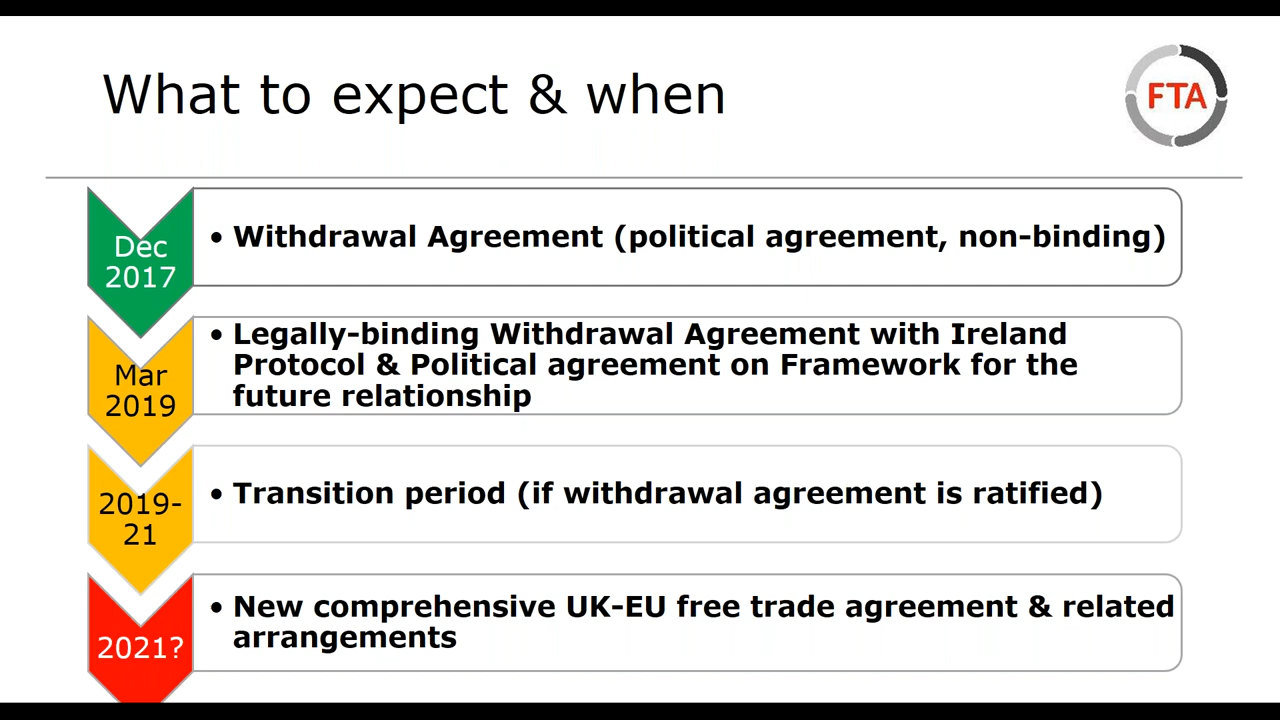 What to expect & when
FTA
Dec
2017
• Withdrawal Agreement (political agreement, non-binding)
Mar
2019
• Legally-binding Withdrawal Agreement with Ireland
Protocol & Political agreement on Framework for the
future relationship
2019-
21
• Transition period (if withdrawal agreement is ratified)
2021?
• New comprehensive UK-EU free trade agreement & related
arrangements